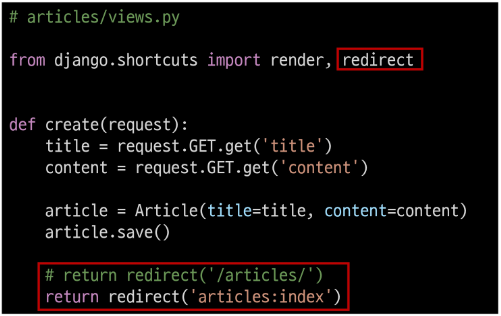 # articles/views.py
from django.shortcuts import render, redirect
def create(request):
    title = request.GET.get('title')
    content = request.GET.get('content')
    article = Article(title=title, content=content)
    article.save()
    # return redirect('/articles/')
    return redirect('articles:index')